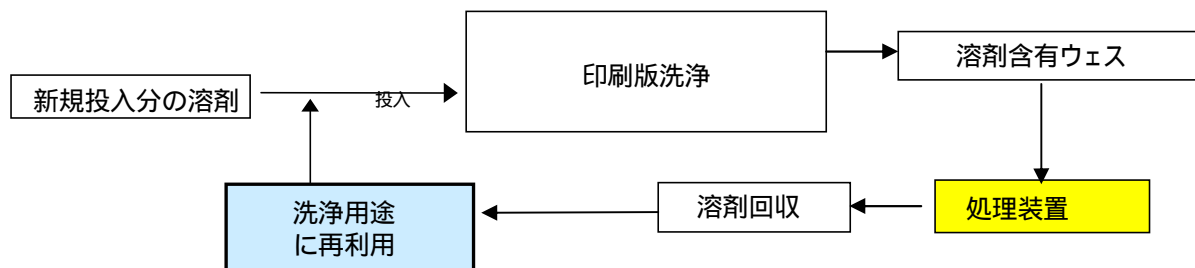 印刷版洗浄
溶剤含有ウェス
新規投入分の溶剤
投入
洗浄用途
に再利用
溶剤回収
処理装置